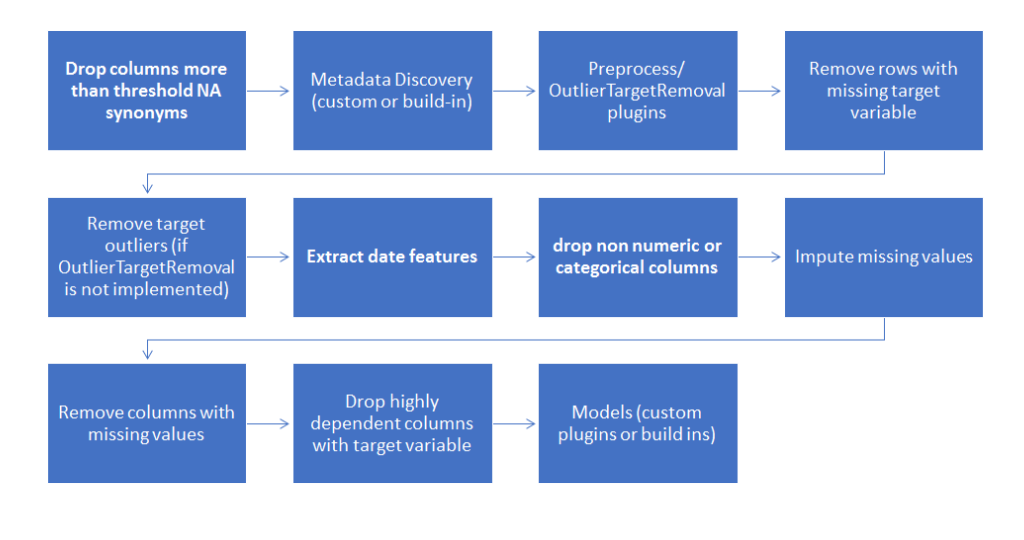 Drop columns more
than threshold NA
synonyms
Metadata Discovery
(custom or build-in)
Preprocess/
OutlierTargetRemoval
plugins
Remove rows with
missing target
variable
Remove target
outliers (if
OutlierTargetRemoval
is not implemented)
Extract date features
drop non numeric or
categorical columns
Impute missing values
Remove columns with
missing values
Drop highly
dependent columns
with target variable
Models (custom
plugins or build ins)